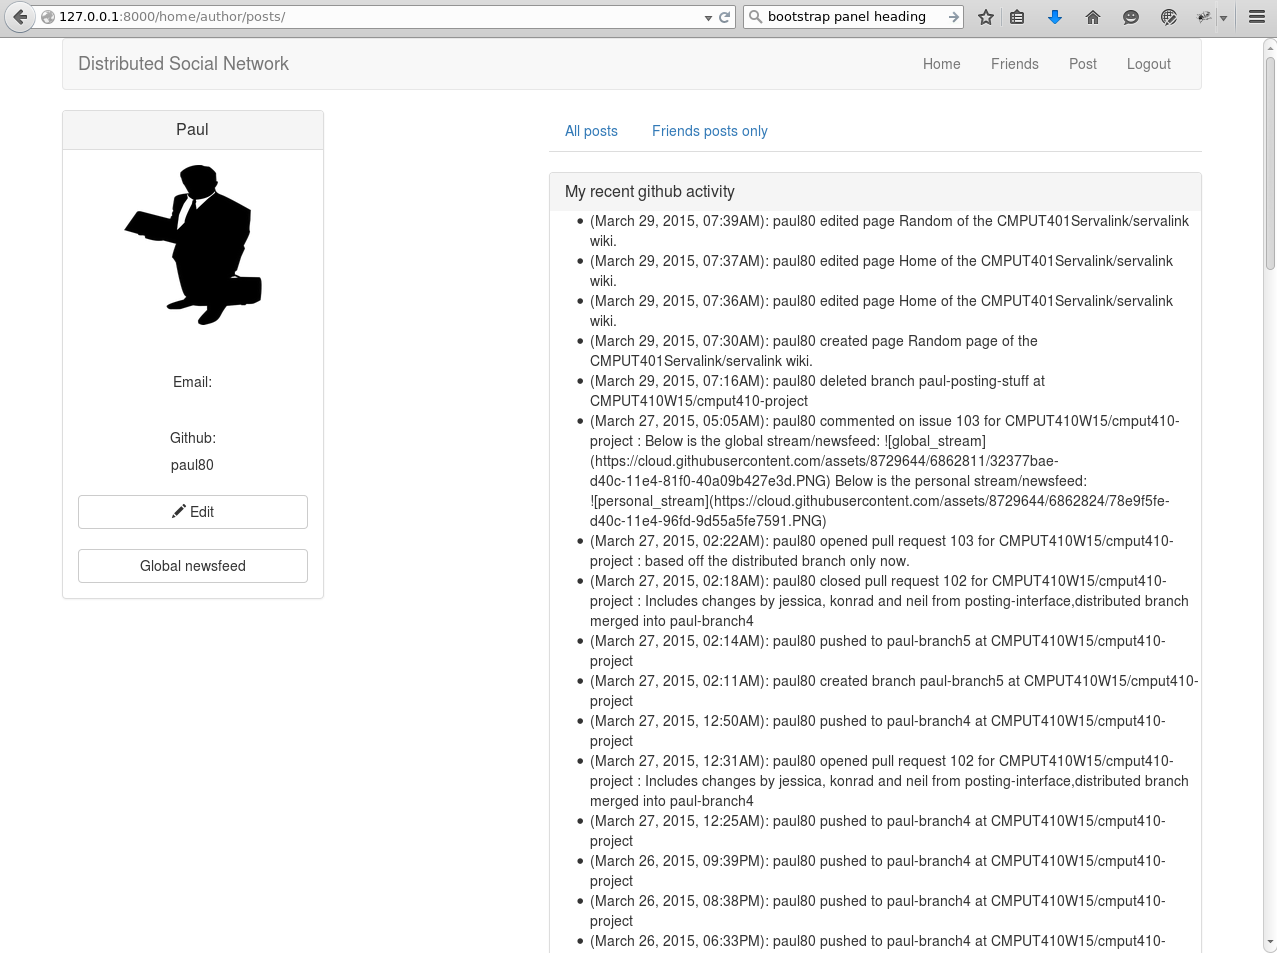 127.0.0.1:8000/home/author/posts/
bootstrap panel heading
Distributed Social Network
Home Friends Post Logout
Paul
Email:
Github:
paul80
Edit
Global newsfeed
All posts Friends posts only
My recent github activity
• (March 29, 2015, 07:39AM): paul80 edited page Random of the CMPUT401Servalink/servalink
wiki.
• (March 29, 2015, 07:37AM): paul80 edited page Home of the CMPUT401Servalink/servalink
wiki.
• (March 29, 2015, 07:36AM): paul80 edited page Home of the CMPUT401Servalink/servalink
wiki.
• (March 29, 2015, 07:30AM): paul80 created page Random page of the
CMPUT401Servalink/servalink wiki.
• (March 29, 2015, 07:16AM): paul80 deleted branch paul-posting-stuff at
CMPUT410W15/cmput410-project
• (March 27, 2015, 05:05AM): paul80 commented on issue 103 for CMPUT410W15/cmput410-
project : Below is the global stream/newsfeed: ![global_stream]
(https://cloud.githubusercontent.com/assets/8729644/6862811/32377bae-
d40c-11e4-81f0-40a09b427e3d.PNG) Below is the personal stream/newsfeed:
![personal_stream](https://cloud.githubusercontent.com/assets/8729644/6862824/78e9f5fe-
d40c-11e4-96fd-9d55a5fe7591.PNG)
• (March 27, 2015, 02:22AM): paul80 opened pull request 103 for CMPUT410W15/cmput410-
project : based off the distributed branch only now.
• (March 27, 2015, 02:18AM): paul80 closed pull request 102 for CMPUT410W15/cmput410-
project : Includes changes by jessica, konrad and neil from posting-interface,distributed branch
merged into paul-branch4
• (March 27, 2015, 02:14AM): paul80 pushed to paul-branch5 at CMPUT410W15/cmput410-
project
• (March 27, 2015, 02:11AM): paul80 created branch paul-branch5 at CMPUT410W15/cmput410-
project
• (March 27, 2015, 12:50AM): paul80 pushed to paul-branch4 at CMPUT410W15/cmput410-
project
• (March 27, 2015, 12:31AM): paul80 opened pull request 102 for CMPUT410W15/cmput410-
project : Includes changes by jessica, konrad and neil from posting-interface,distributed branch
merged into paul-branch4
• (March 27, 2015, 12:25AM): paul80 pushed to paul-branch4 at CMPUT410W15/cmput410-
project
• (March 26, 2015, 09:39PM): paul80 pushed to paul-branch4 at CMPUT410W15/cmput410-
project
• (March 26, 2015, 08:38PM): paul80 pushed to paul-branch4 at CMPUT410W15/cmput410-
project
• (March 26, 2015, 06:33PM): paul80 pushed to paul-branch4 at CMPUT410W15/cmput410-